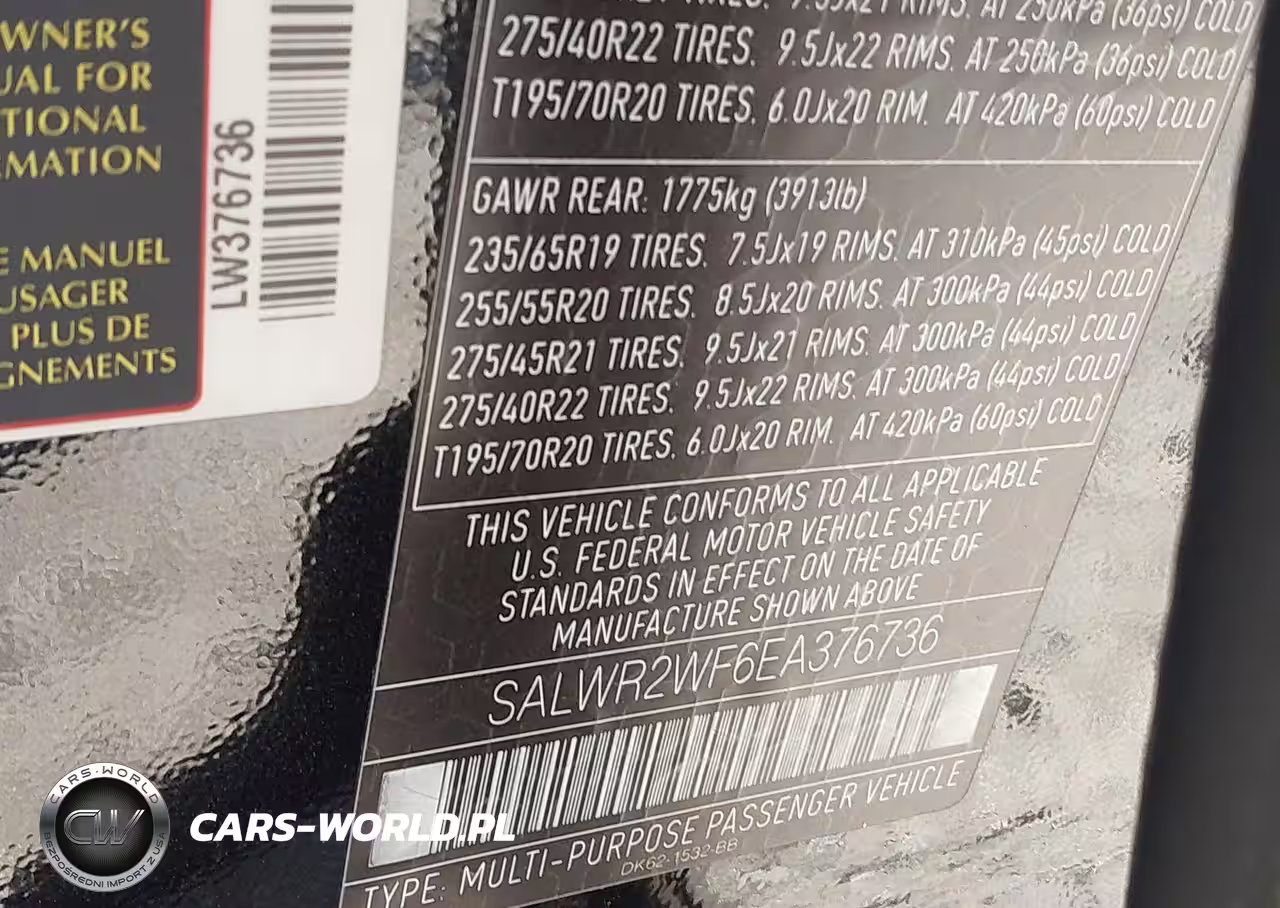 WNER'S
UAL FOR
TIONAL
MATION
E MANUEL
USAGER
PLUS DE
GNEMENTS
LW376736
275/40R22 TIRES. 9.5Jx22 RIMS. AT 250kPa (36psi) COLD
T195/70R20 TIRES. 6.0Jx20 RIM. AT 420kPa (60psi) COLD
GAWR REAR: 1775kg (3913lb)
235/65R19 TIRES. 7.5Jx19 RIMS. AT 310kPa (45psi) COLD
255/55R20 TIRES. 8.5Jx20 RIMS. AT 300kPa (44psi) COLD
275/45R21 TIRES. 9.5Jx21 RIMS. AT 300kPa (44psi) COLD
275/40R22 TIRES. 9.5Jx22 RIMS. AT 300kPa (44psi) COLD
T195/70R20 TIRES. 6.0Jx20 RIM. AT 420kPa (60psi) COLD
THIS VEHICLE CONFORMS TO ALL APPLICABLE
U.S. FEDERAL MOTOR VEHICLE SAFETY
STANDARDS IN EFFECT ON THE DATE OF
MANUFACTURE SHOWN ABOVE
SALWR2WF6EA376736
TYPE: MULTI-PURPOSE PASSENGER VEHICLE
DK62-1532-BB
CARS-WORLD
CW
BEZPOŚREDNI IMPORT Z USA
CARS-WORLD.PL